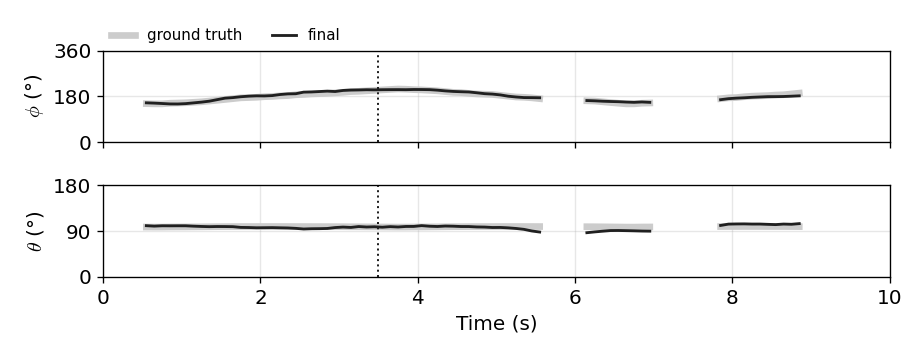 ground truth final
360
180
0
ϕ (°)
180
90
0
θ (°)
0 2 4 6 8 10
Time (s)